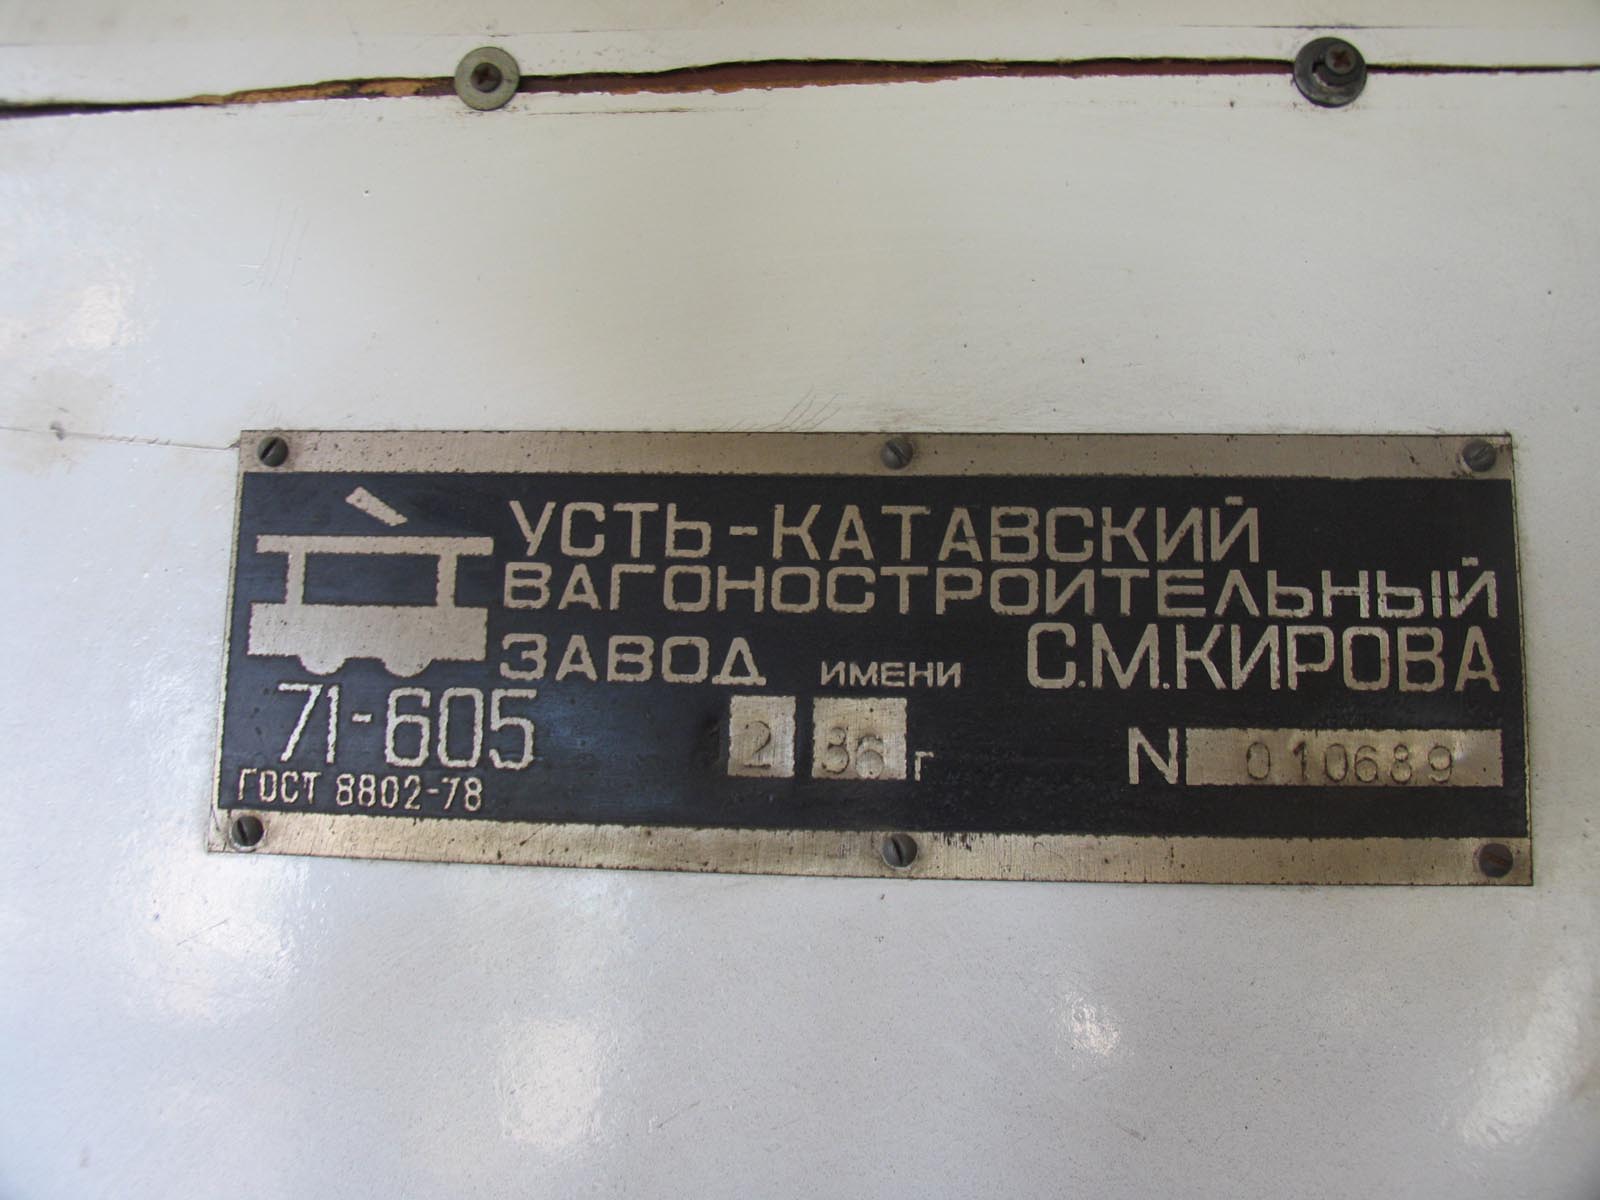 УСТЬ-КАТАВСКИЙ
ВАГОНОСТРОИТЕЛЬНЫЙ
ЗАВОД ИМЕНИ С.М.КИРОВА
71-605 2 86 г N 010689
ГОСТ 8802-78